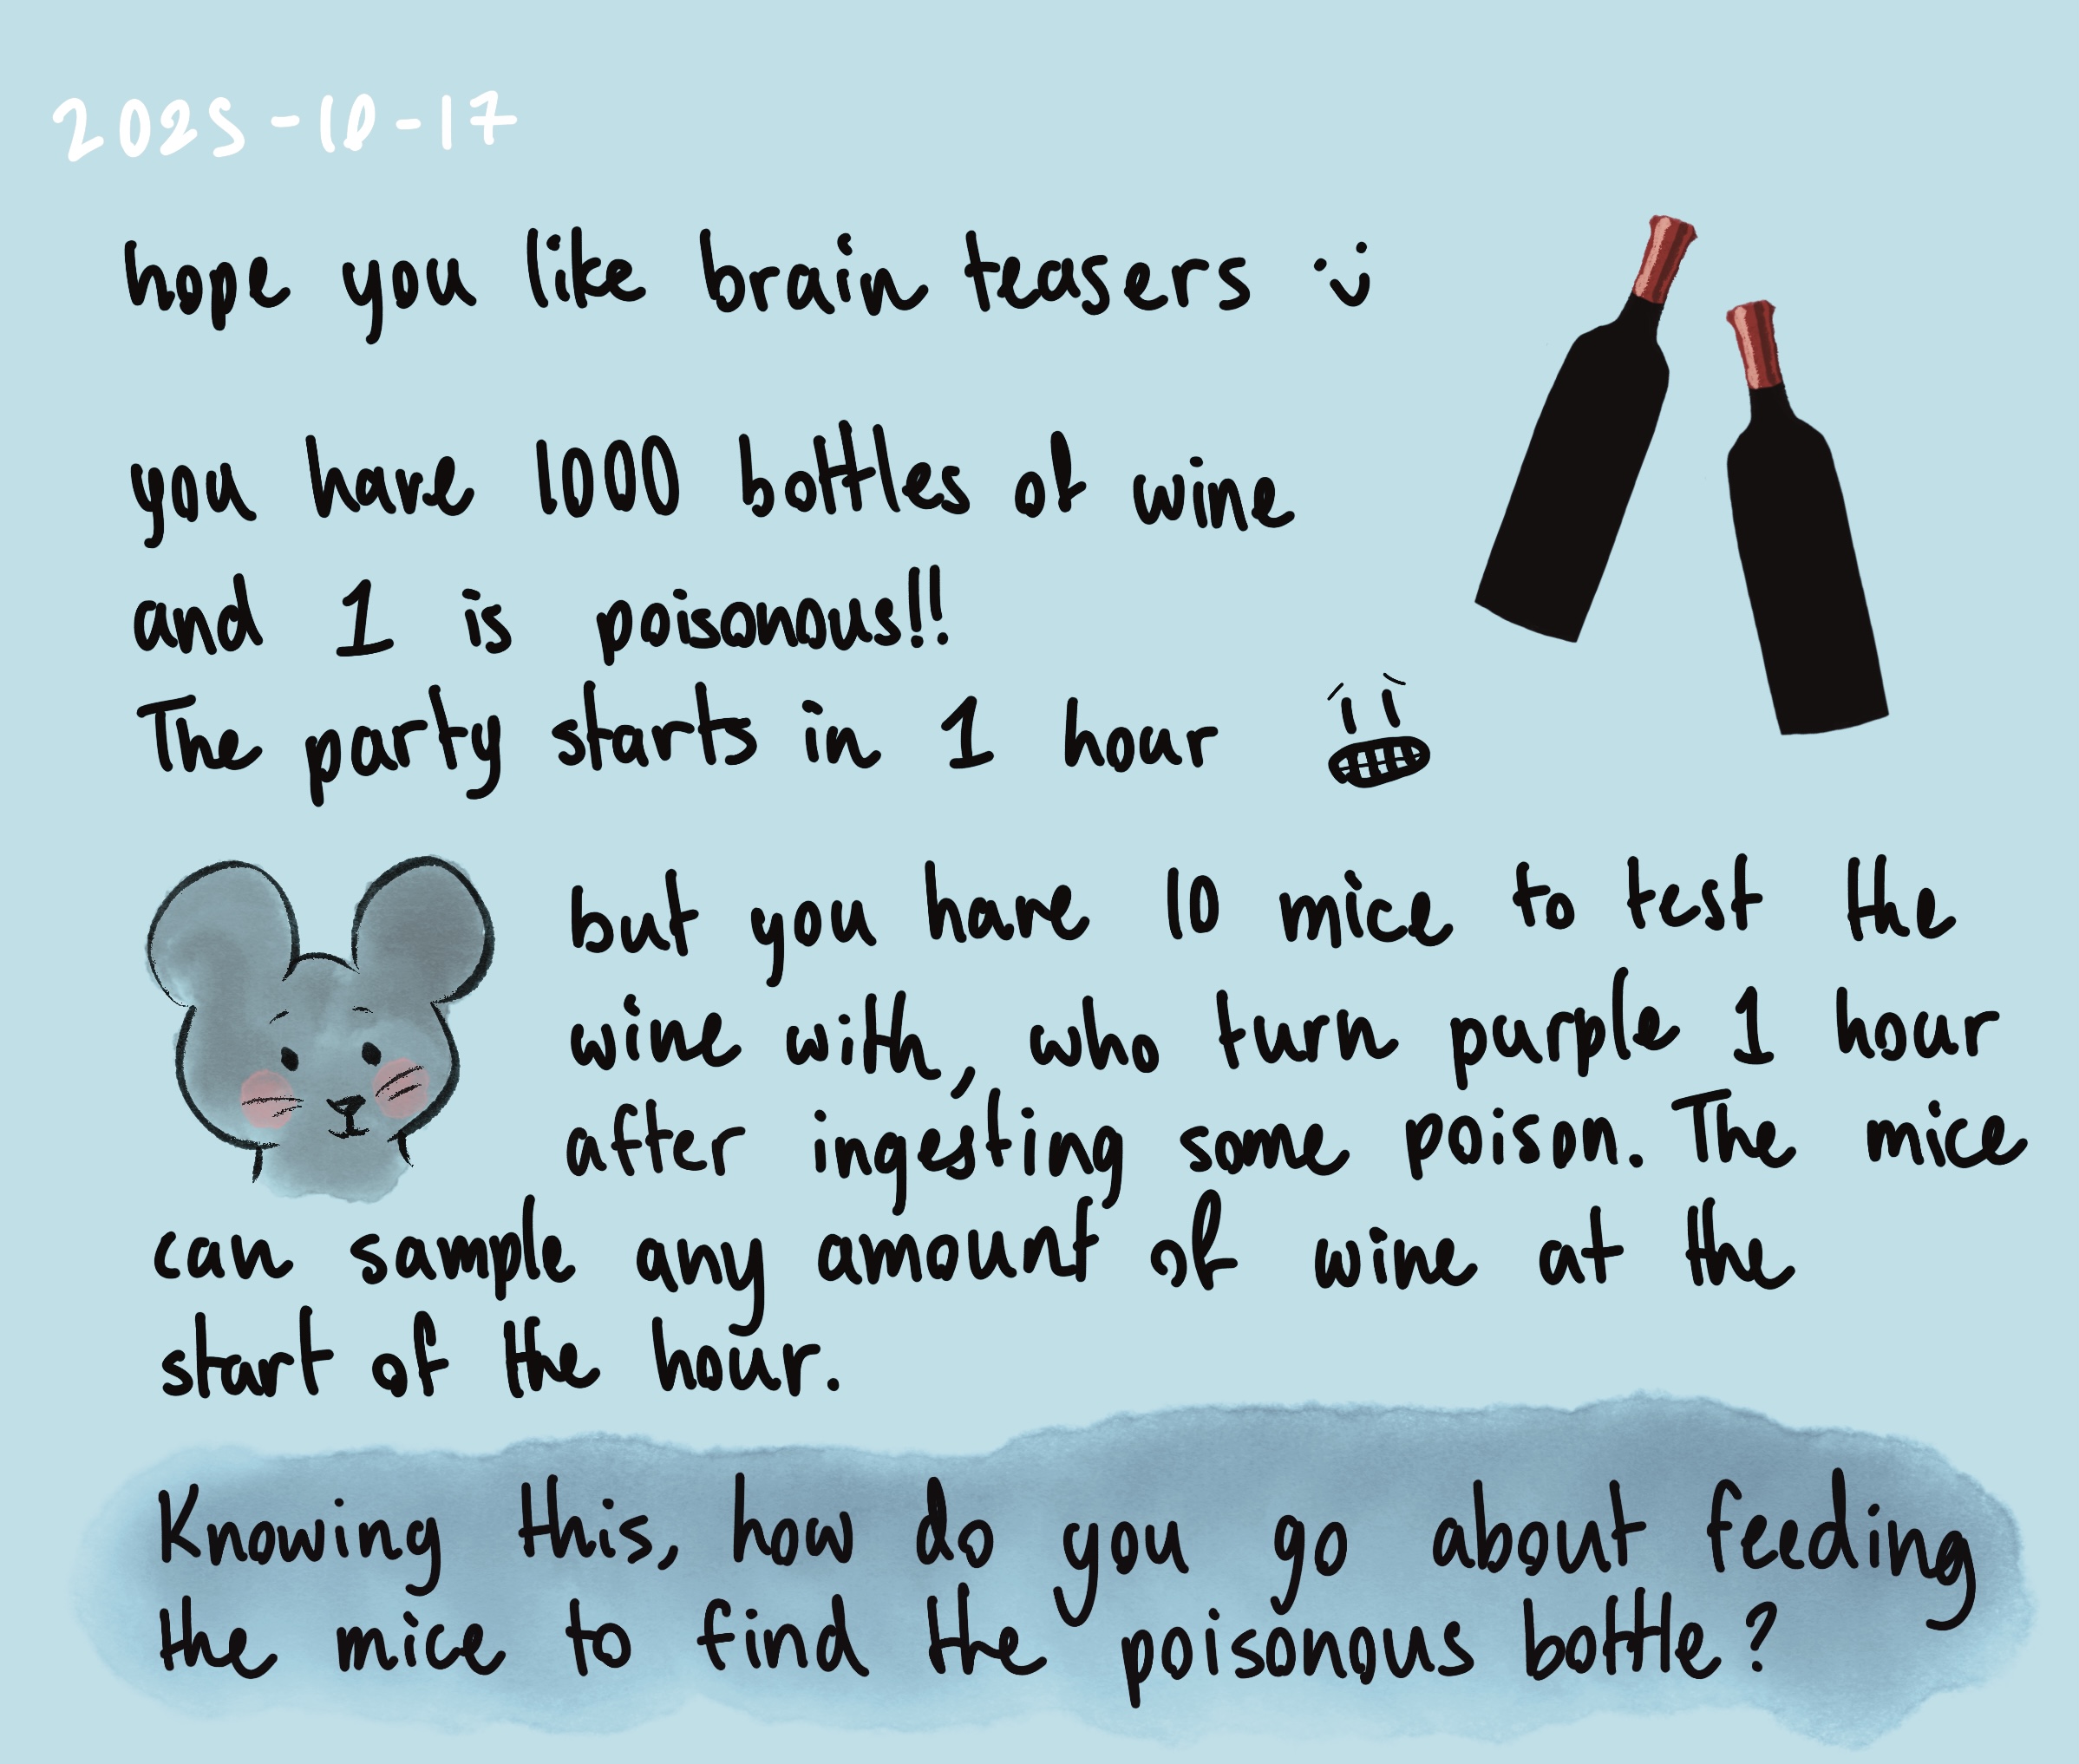 2025-10-17
hope you like brain teasers :)
you have 1000 bottles of wine
and 1 is poisonous!!
The party starts in 1 hour
but you have 10 mice to test the
wine with, who turn purple 1 hour
after ingesting some poison. The mice
can sample any amount of wine at the
start of the hour.
Knowing this, how do you go about feeding
the mice to find the poisonous bottle?